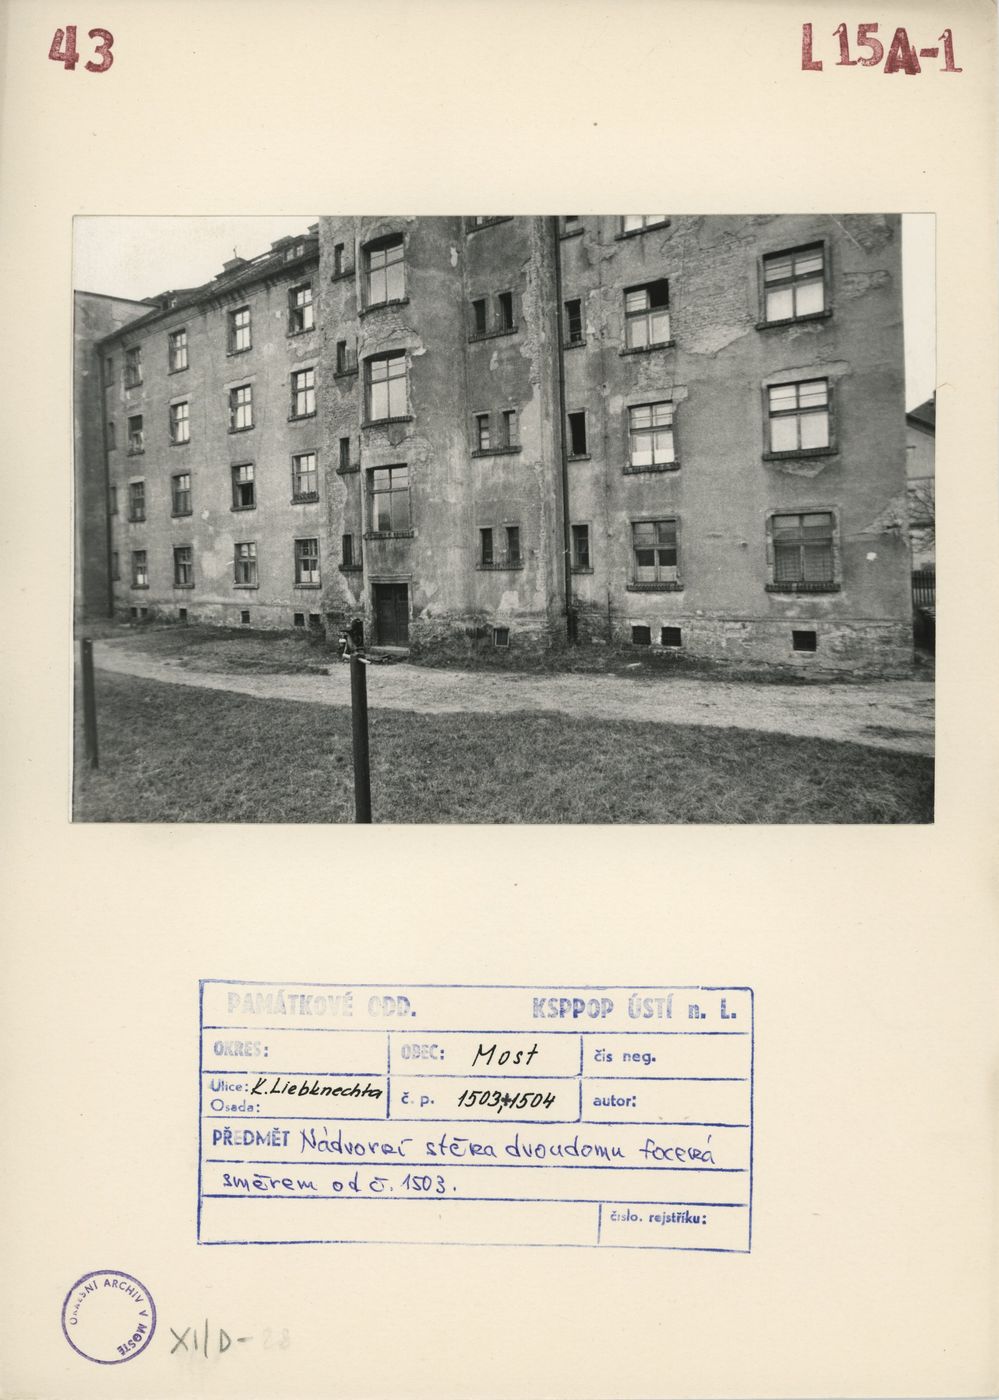 43
L 15A-1
PAMÁTKOVÉ ODD. KSPPOP ÚSTÍ n. L.
OKRES: OBEC: Most čis neg.
Ulice: K. Liebknechta č. p. 1503+1504 autor:
Osada:
PŘEDMĚT Nádvorní stěna dvoudomu focená
směrem od č. 1503.
číslo. rejstříku:
OKRESNÍ ARCHIV V MOSTĚ
XI/D-28